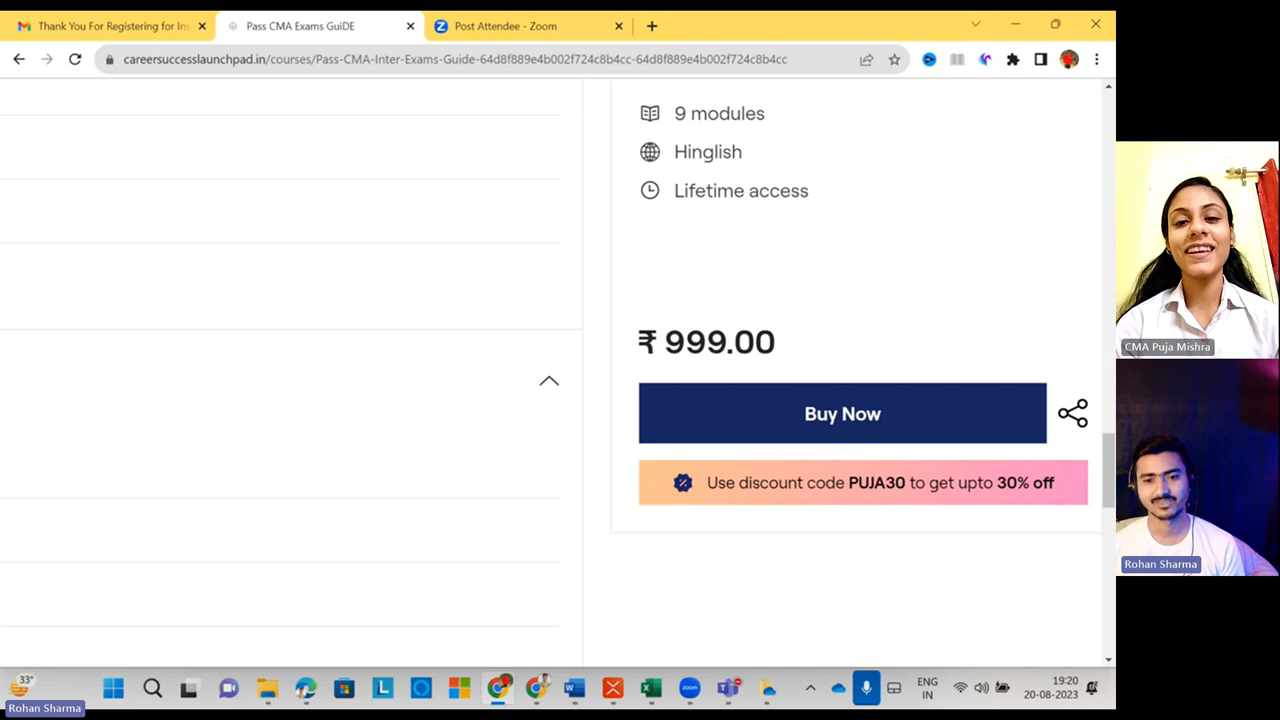 Thank You For Registering for Ins
Pass CMA Exams GuiDE
Post Attendee - Zoom
careersuccesslaunchpad.in/courses/Pass-CMA-Inter-Exams-Guide-64d8f889e4b002f724c8b4cc-64d8f889e4b002f724c8b4cc
9 modules
Hinglish
Lifetime access
₹ 999.00
Buy Now
Use discount code PUJA30 to get upto 30% off
CMA Puja Mishra
Rohan Sharma
33°
L
zoom
ENG
IN
19:20
20-08-2023
Rohan Sharma